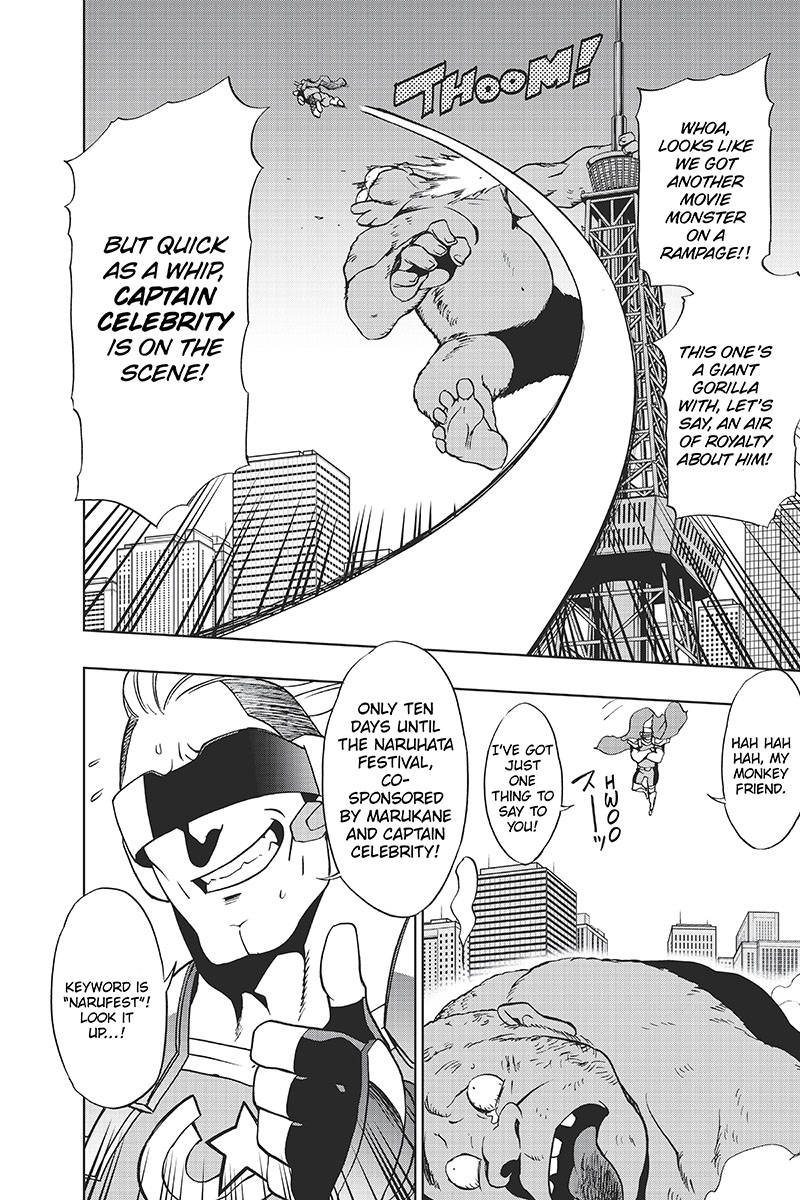 WHOA,
LOOKS LIKE
WE GOT
ANOTHER
MOVIE
MONSTER
ON A
RAMPAGE!!
THIS ONE'S
A GIANT
GORILLA
WITH, LET'S
SAY, AN AIR
OF ROYALTY
ABOUT HIM!
THOOM!
BUT QUICK
AS A WHIP,
CAPTAIN
CELEBRITY
IS ON THE
SCENE!
HAH HAH
HAH, MY
MONKEY
FRIEND.
HWOO
スーッ
I'VE GOT
JUST
ONE
THING TO
SAY TO
YOU!
ONLY TEN
DAYS UNTIL
THE NARUHATA
FESTIVAL,
CO-
SPONSORED
BY MARUKANE
AND CAPTAIN
CELEBRITY!
KEYWORD IS
"NARUFEST"!
LOOK IT
UP...!